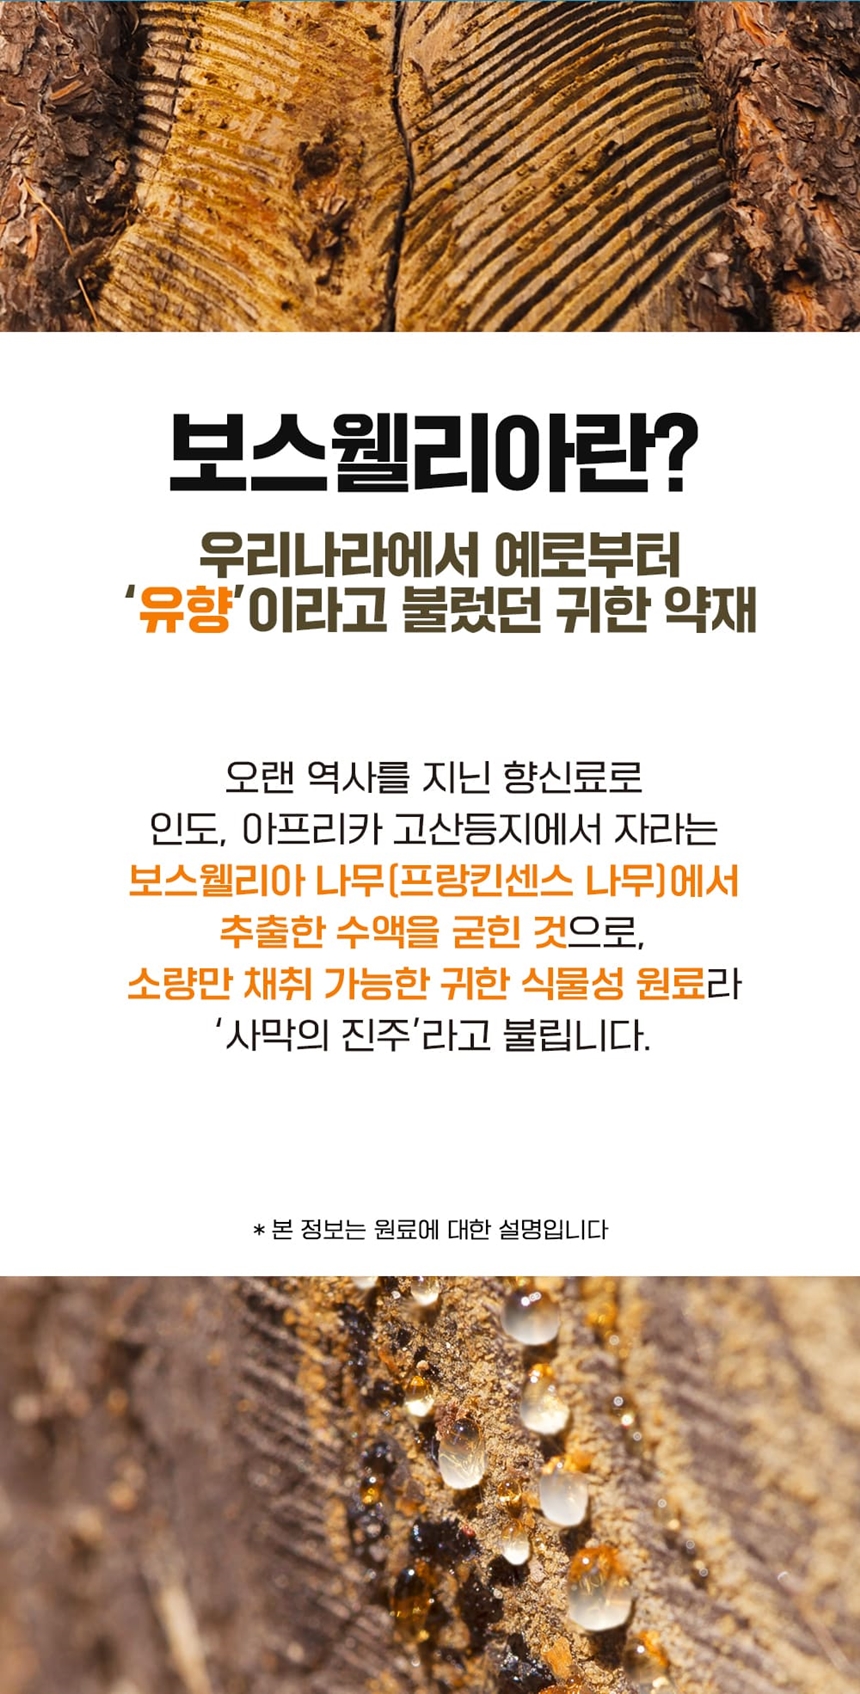 보스웰리아란?
우리나라에서 예로부터
‘유향’이라고 불렀던 귀한 약재
오랜 역사를 지닌 향신료로
인도, 아프리카 고산등지에서 자라는
보스웰리아 나무(프랑킨센스 나무)에서
추출한 수액을 굳힌 것으로,
소량만 채취 가능한 귀한 식물성 원료라
‘사막의 진주’라고 불립니다.
* 본 정보는 원료에 대한 설명입니다